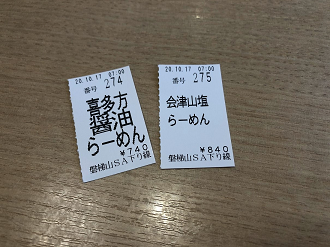 20.10.17 07:00
番号 274
喜多方
醤油
らーめん
￥740
磐梯山SA下り線
20.10.17 07:00
番号 275
会津山塩
らーめん
￥840
磐梯山SA下り線